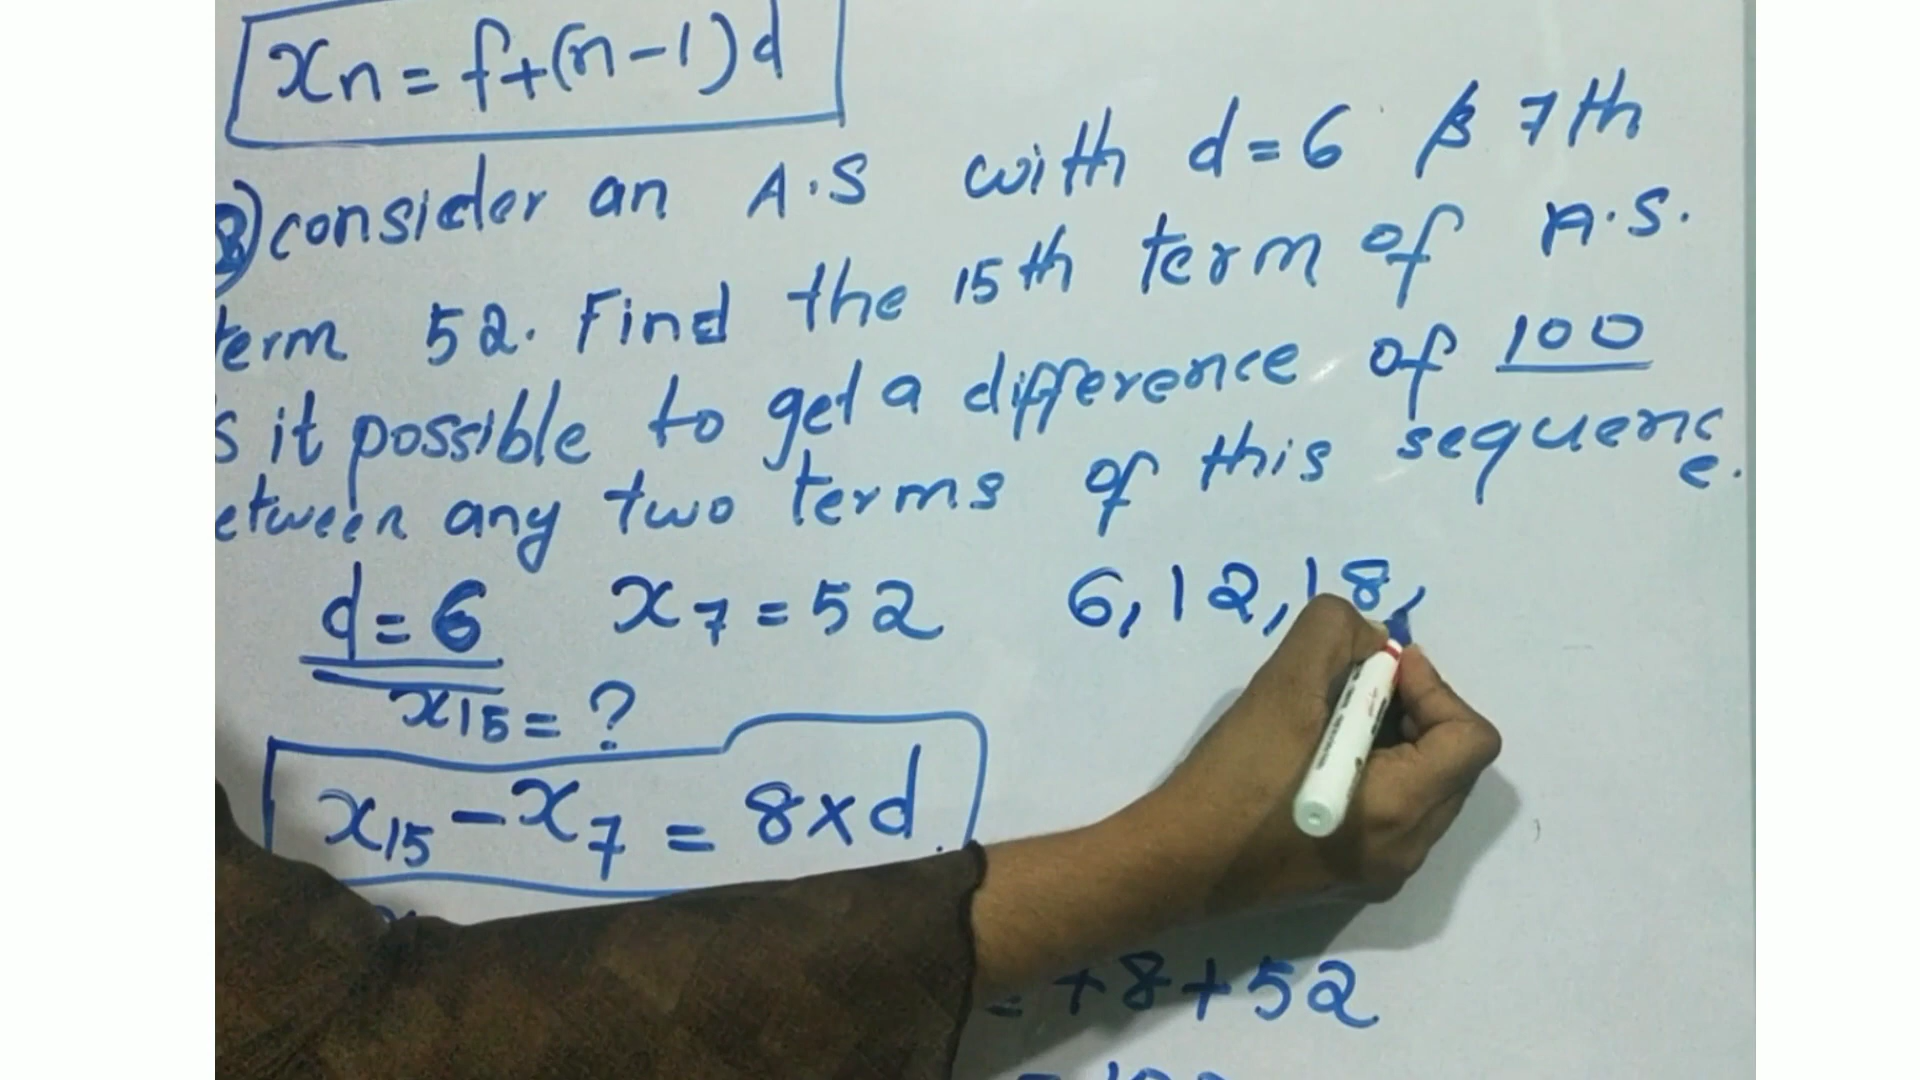 xn = f+(n-1)d
2) consider an A.S with d=6 & 7th
term 52. Find the 15th term of A.S.
s it possible to get a difference of 100
etween any two terms of this sequence.
d=6 x7 = 52 6, 12, 18,
x15 = ?
x15 - x7 = 8xd
+8+52